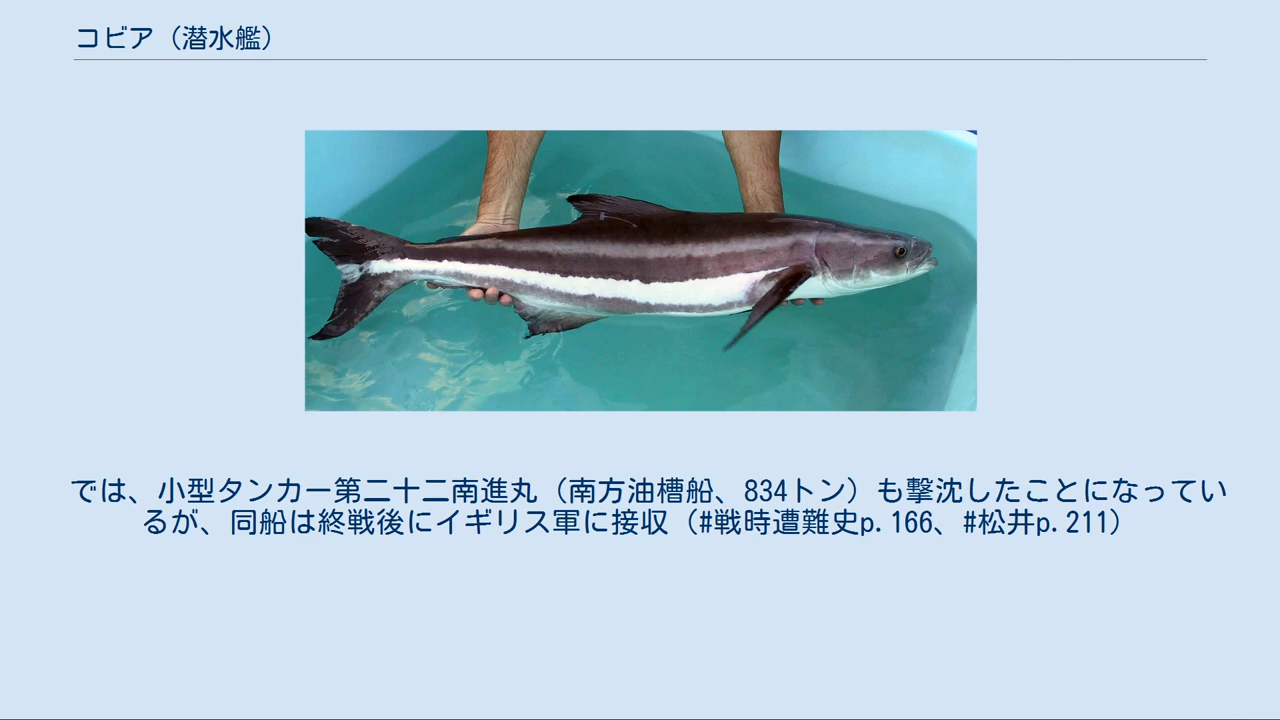 コビア（潜水艦）
では、小型タンカー第二十二南進丸（南方油槽船、834トン）も撃沈したことになってい
るが、同船は終戦後にイギリス軍に接収（#戦時遭難史p.166、#松井p.211）